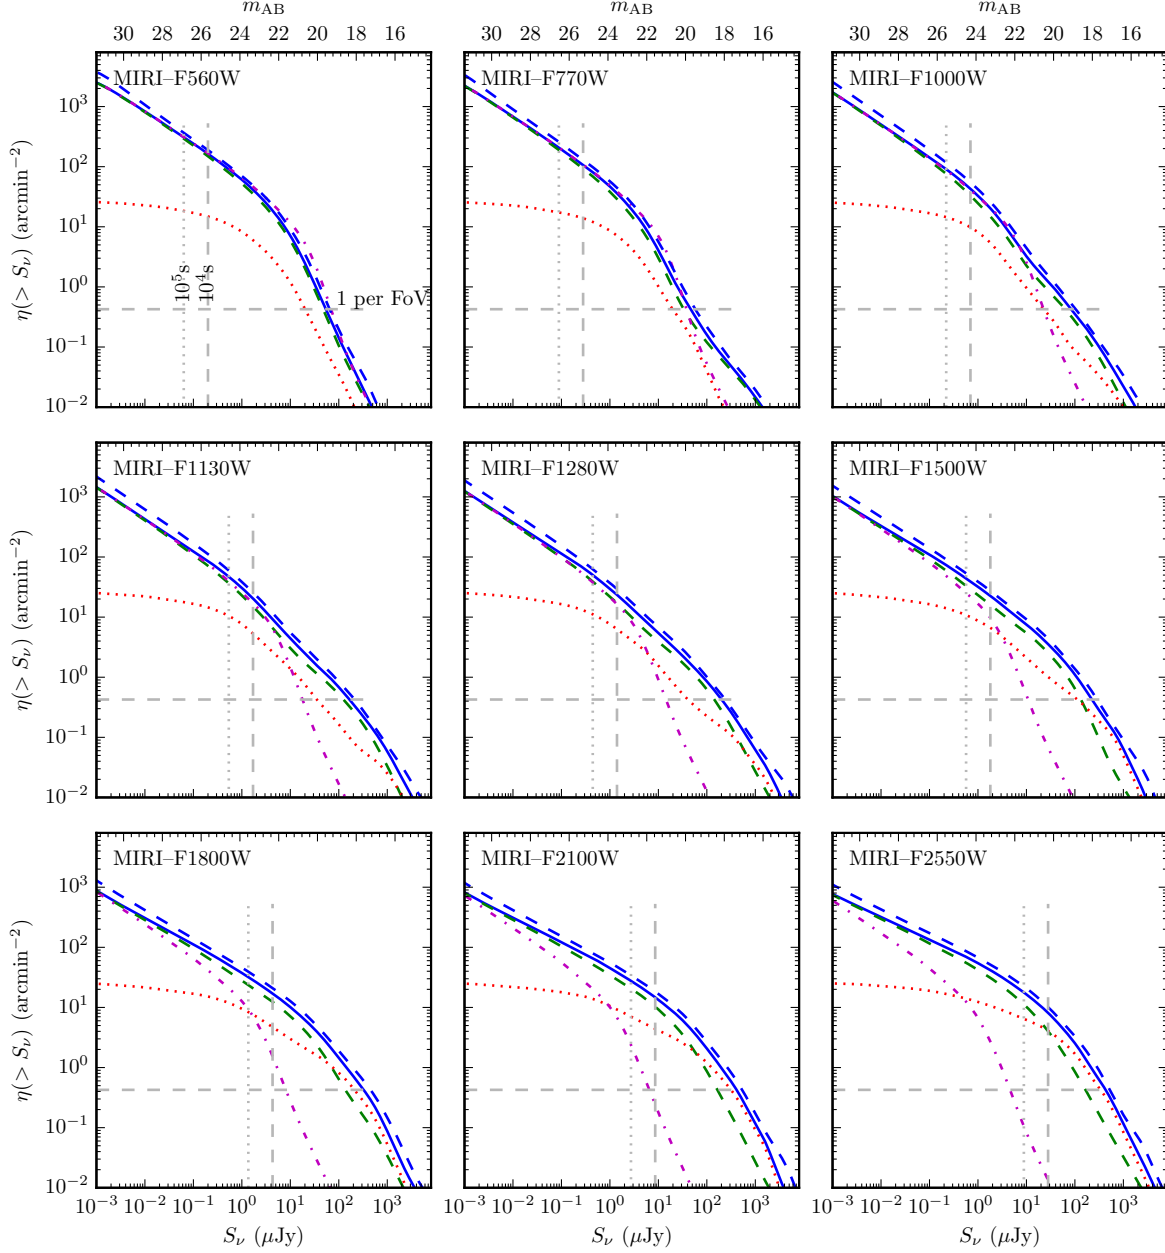 m_AB m_AB m_AB
30 28 26 24 22 20 18 16 30 28 26 24 22 20 18 16 30 28 26 24 22 20 18 16
MIRI–F560W MIRI–F770W MIRI–F1000W
10^3
10^2
10^1
10^0
10^−1
10^−2
η(> S_ν) (arcmin^−2)
10^5 s
10^4 s
1 per FoV
MIRI–F1130W MIRI–F1280W MIRI–F1500W
10^3
10^2
10^1
10^0
10^−1
10^−2
η(> S_ν) (arcmin^−2)
MIRI–F1800W MIRI–F2100W MIRI–F2550W
10^3
10^2
10^1
10^0
10^−1
10^−2
η(> S_ν) (arcmin^−2)
10^−3 10^−2 10^−1 10^0 10^1 10^2 10^3 10^−3 10^−2 10^−1 10^0 10^1 10^2 10^3 10^−3 10^−2 10^−1 10^0 10^1 10^2 10^3
S_ν (μJy) S_ν (μJy) S_ν (μJy)